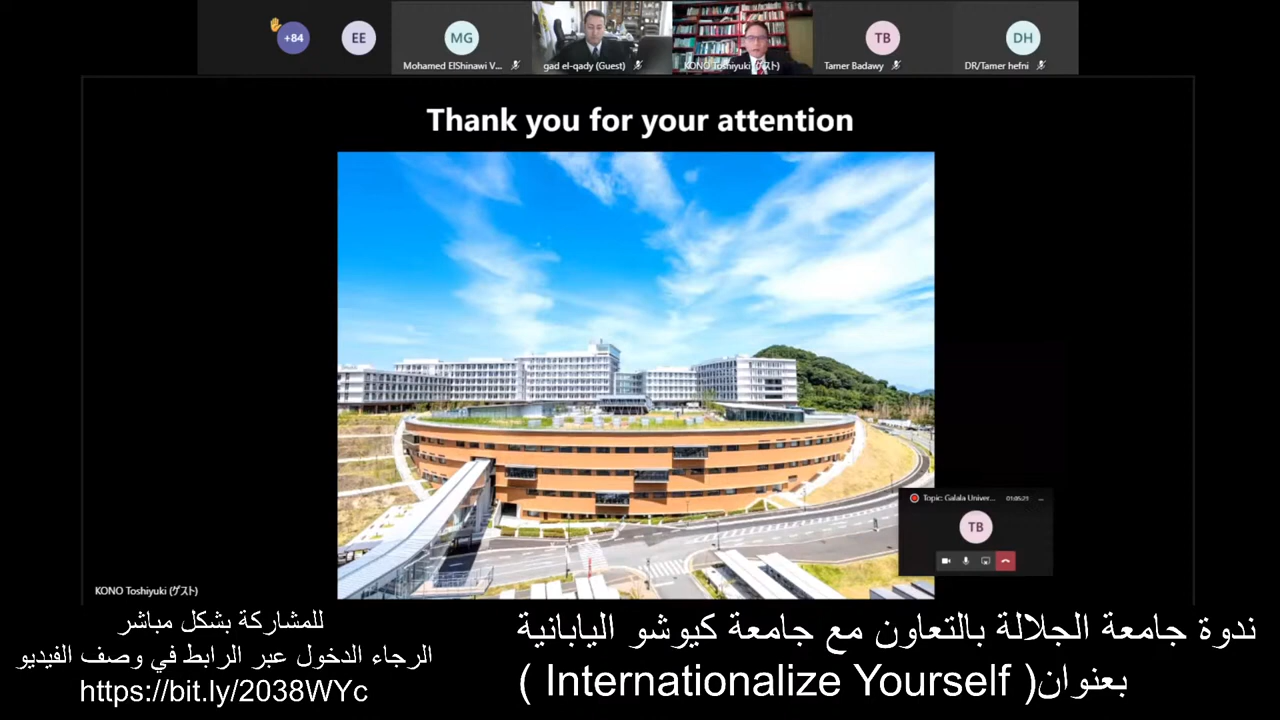 +84
EE
MG
Mohamed ElShinawi V...
gad el-qady (Guest)
KONO Toshiyuki (ゲスト)
TB
Tamer Badawy
DH
DR/Tamer hefni
Thank you for your attention
Topic: Galala Univer... 01:05:21 ...
TB
KONO Toshiyuki (ゲスト)
للمشاركة بشكل مباشر
الرجاء الدخول عبر الرابط في وصف الفيديو
https://bit.ly/2038WYc
ندوة جامعة الجلالة بالتعاون مع جامعة كيوشو اليابانية
بعنوان( Internationalize Yourself )